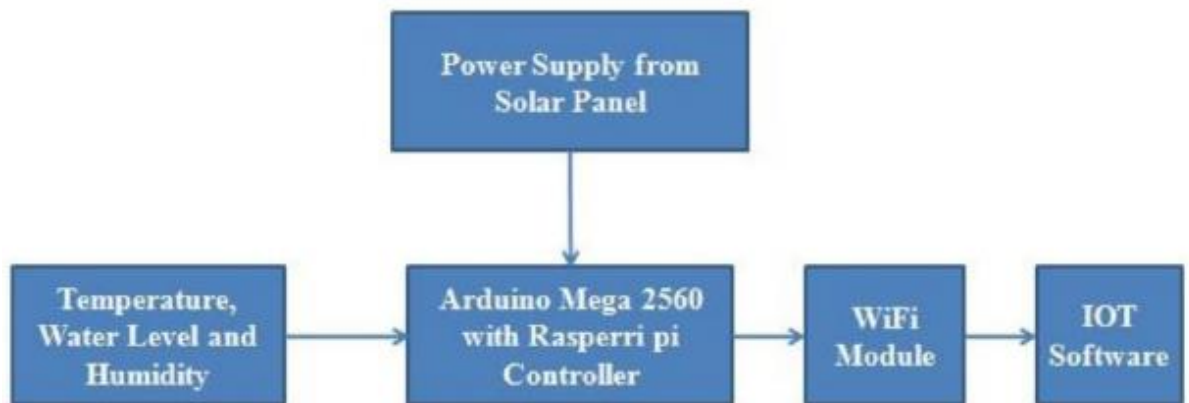 Power Supply from
Solar Panel
Temperature,
Water Level and
Humidity
Arduino Mega 2560
with Rasperri pi
Controller
WiFi
Module
IOT
Software